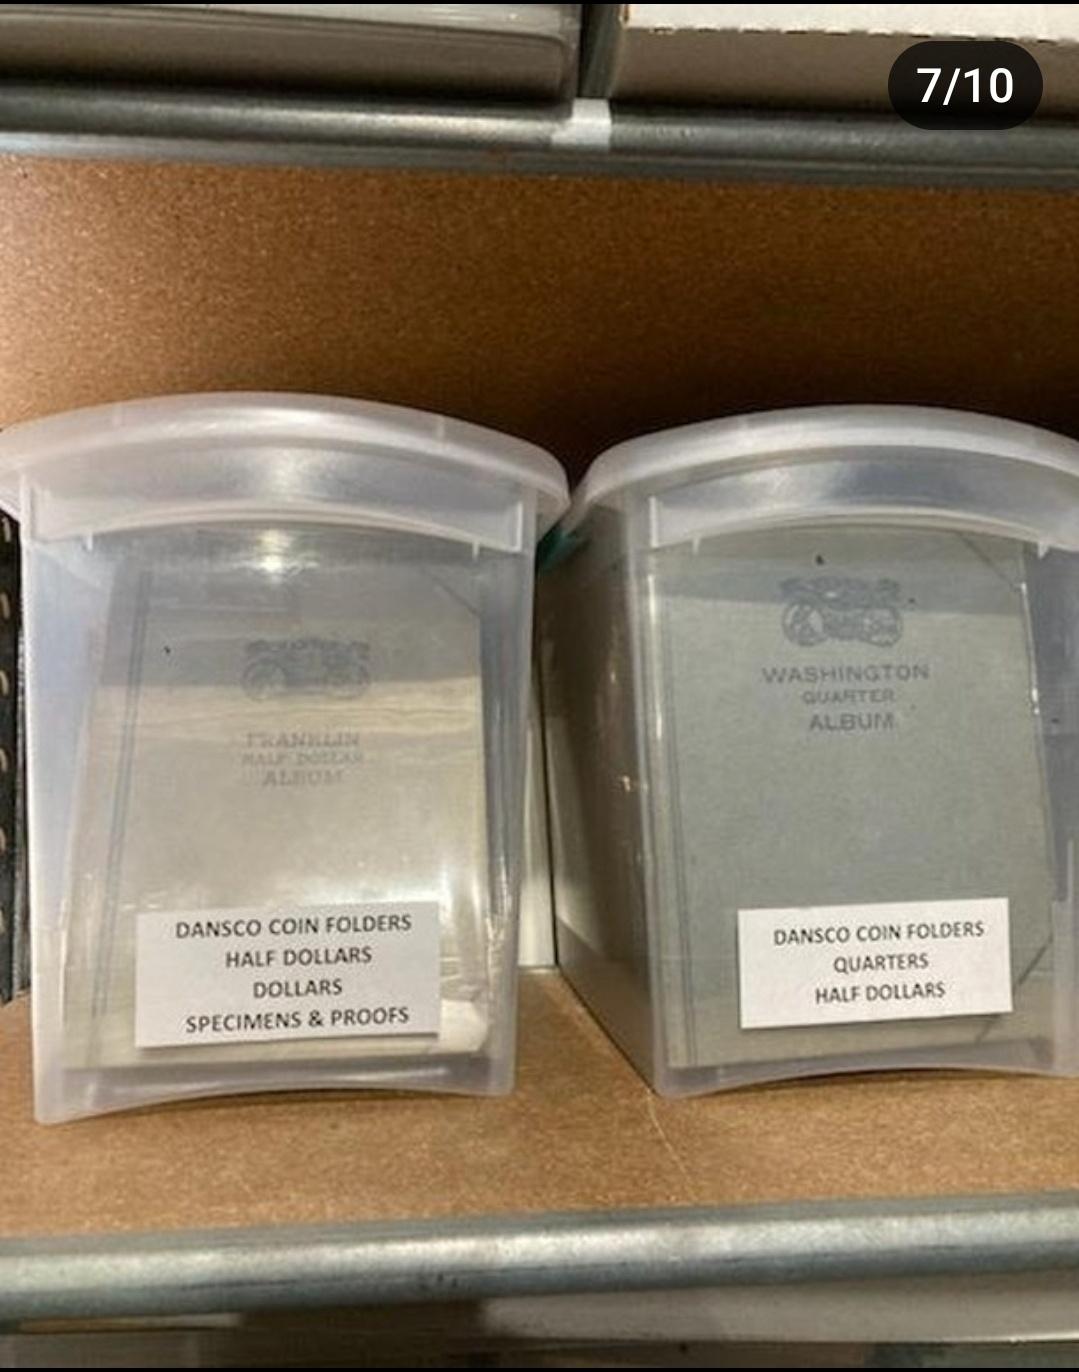 7/10
FRANKLIN
HALF DOLLAR
ALBUM
DANSCO COIN FOLDERS
HALF DOLLARS
DOLLARS
SPECIMENS & PROOFS
WASHINGTON
QUARTER
ALBUM
DANSCO COIN FOLDERS
QUARTERS
HALF DOLLARS